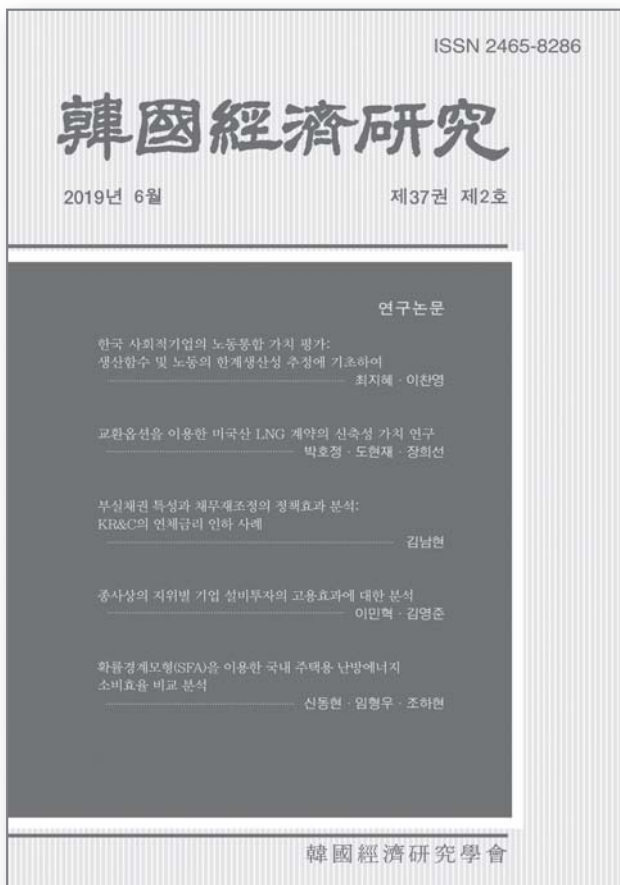 ISSN 2465-8286
韓國經濟研究
2019년 6월 제37권 제2호
연구논문
한국 사회적기업의 노동통합 가치 평가:
생산함수 및 노동의 한계생산성 추정에 기초하여
최지혜 · 이찬영
교환옵션을 이용한 미국산 LNG 계약의 신축성 가치 연구
박호정 · 도현재 · 장희선
부실채권 특성과 채무재조정의 정책효과 분석:
KR&C의 연체금리 인하 사례
김남현
종사상의 지위별 기업 설비투자의 고용효과에 대한 분석
이민혁 · 김영준
확률경계모형(SFA)을 이용한 국내 주택용 난방에너지
소비효율 비교 분석
신동현 · 임형우 · 조하현
韓國經濟研究學會